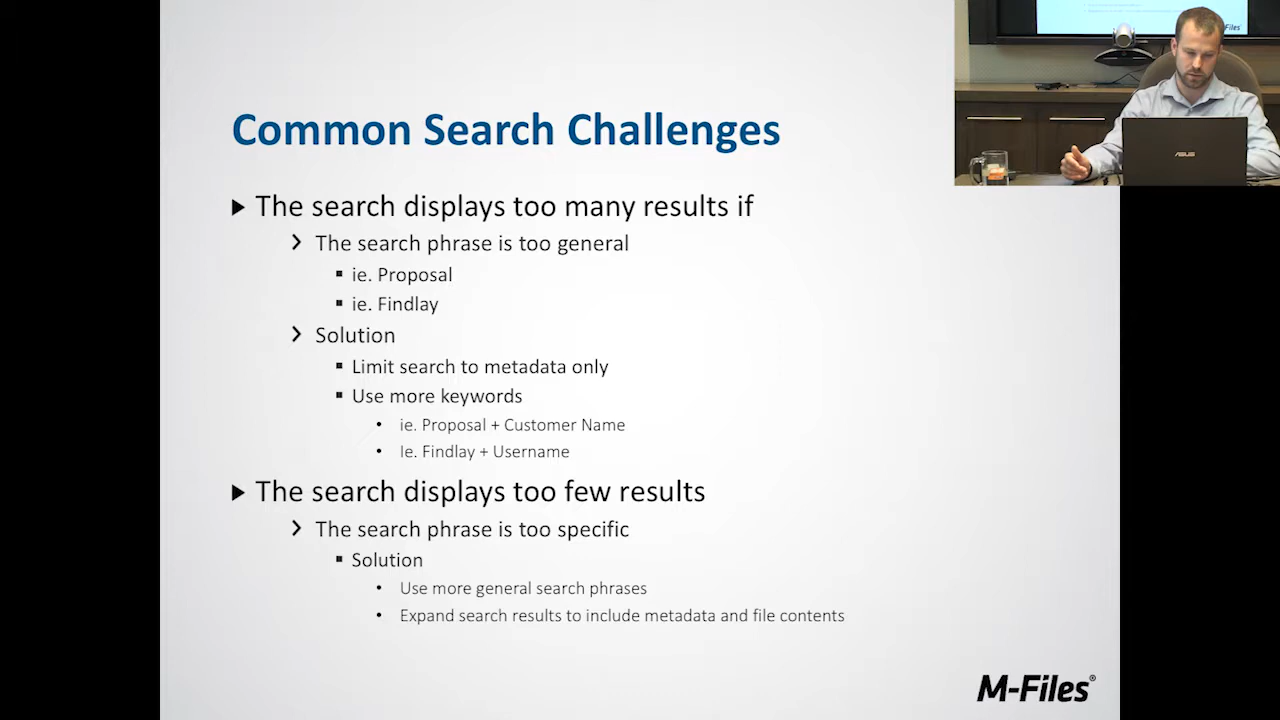 Common Search Challenges
The search displays too many results if
The search phrase is too general
ie. Proposal
ie. Findlay
Solution
Limit search to metadata only
Use more keywords
ie. Proposal + Customer Name
Ie. Findlay + Username
The search displays too few results
The search phrase is too specific
Solution
Use more general search phrases
Expand search results to include metadata and file contents
M-Files®
ASUS